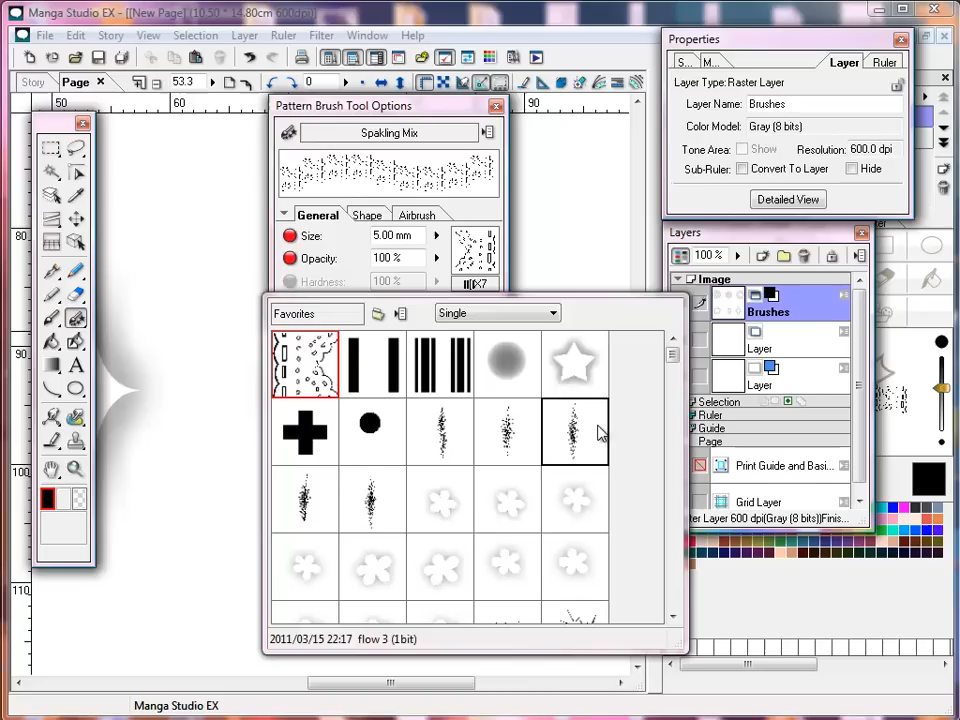 Manga Studio EX - [[New Page] (10.50 * 14.80cm 600dpi)]
File Edit Story View Selection Layer Ruler Filter Window Help
Story Page 53.3 0
50 60 90
80
90
100
110
Pattern Brush Tool Options
Spakling Mix
General Shape Airbrush
Size: 5.00 mm
Opacity: 100 %
Hardness: 100 %
Favorites Single
2011/03/15 22:17 flow 3 (1bit)
Properties
S... M... Layer Ruler
Layer Type: Raster Layer
Layer Name: Brushes
Color Model: Gray (8 bits)
Tone Area: Show Resolution: 600.0 dpi
Sub-Ruler: Convert To Layer Hide
Detailed View
Layers
100 %
Image
Brushes
Layer
Layer
Selection
Ruler
Guide
Page
Print Guide and Basi...
Grid Layer
ter Layer 600 dpi(Gray (8 bits))Finis...
Manga Studio EX